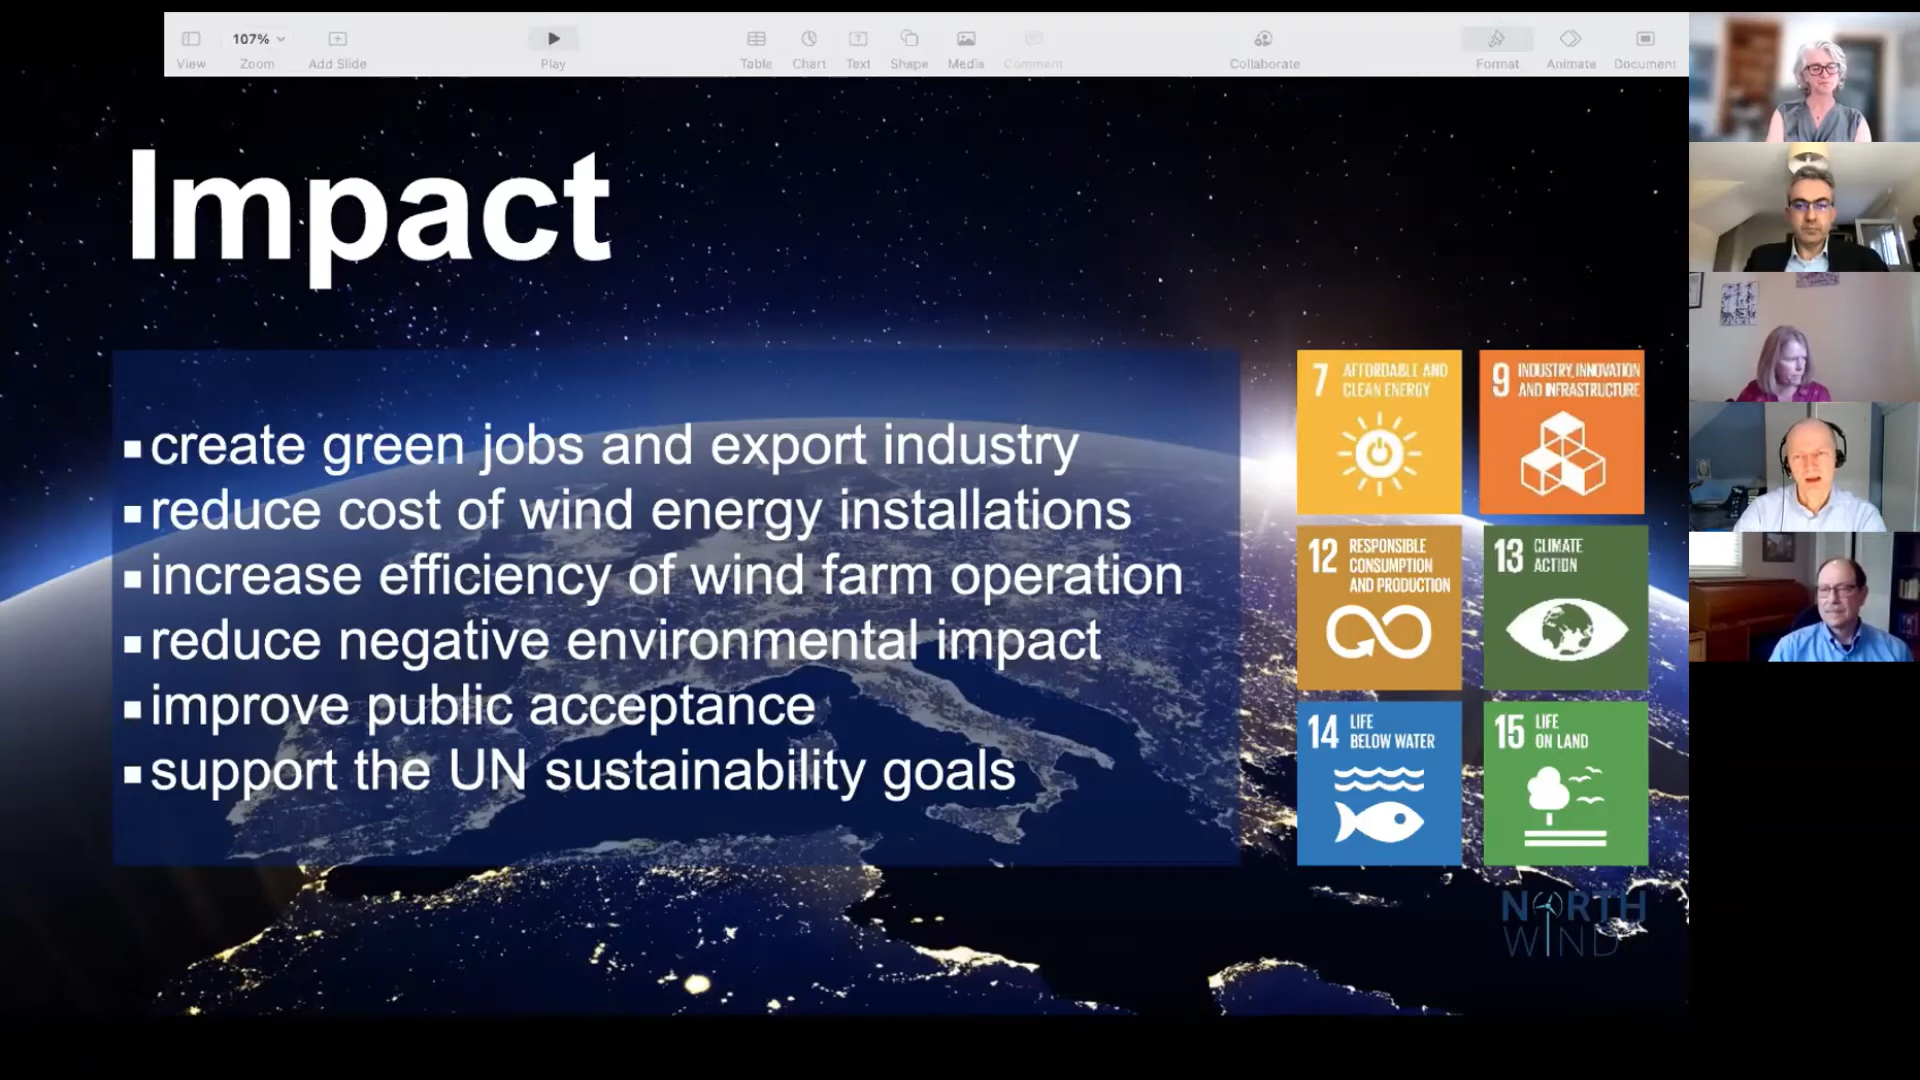 107%
View
Zoom
Add Slide
Play
Table
Chart
Text
Shape
Media
Comment
Collaborate
Format
Animate
Document
Impact
create green jobs and export industry
reduce cost of wind energy installations
increase efficiency of wind farm operation
reduce negative environmental impact
improve public acceptance
support the UN sustainability goals
7 AFFORDABLE AND
CLEAN ENERGY
9 INDUSTRY, INNOVATION
AND INFRASTRUCTURE
12 RESPONSIBLE
CONSUMPTION
AND PRODUCTION
13 CLIMATE
ACTION
14 LIFE
BELOW WATER
15 LIFE
ON LAND
NORTH
WIND